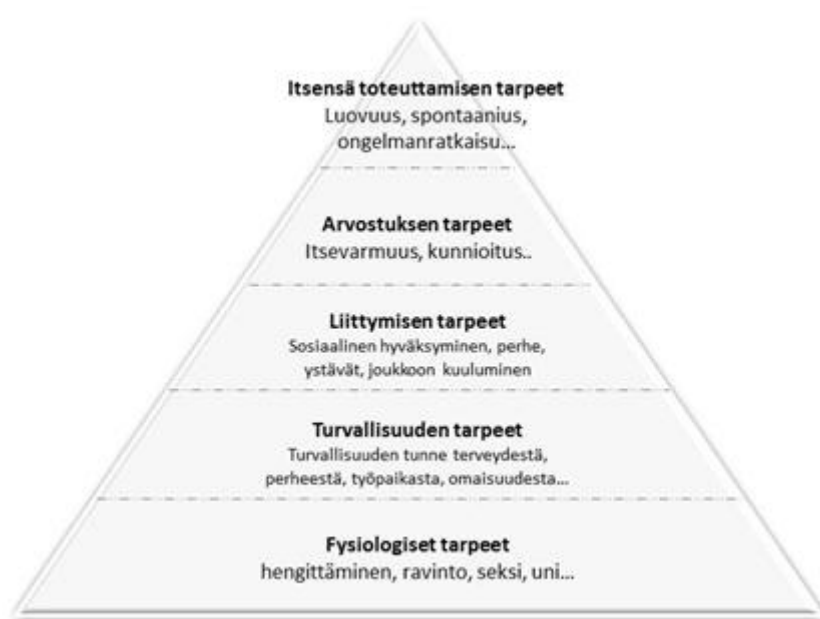 Itsensä toteuttamisen tarpeet
Luovuus, spontaanius,
ongelmanratkaisu...
Arvostuksen tarpeet
Itsevarmuus, kunnioitus..
Liittymisen tarpeet
Sosiaalinen hyväksyminen, perhe,
ystävät, joukkoon kuuluminen
Turvallisuuden tarpeet
Turvallisuuden tunne terveydestä,
perheestä, työpaikasta, omaisuudesta...
Fysiologiset tarpeet
hengittäminen, ravinto, seksi, uni...